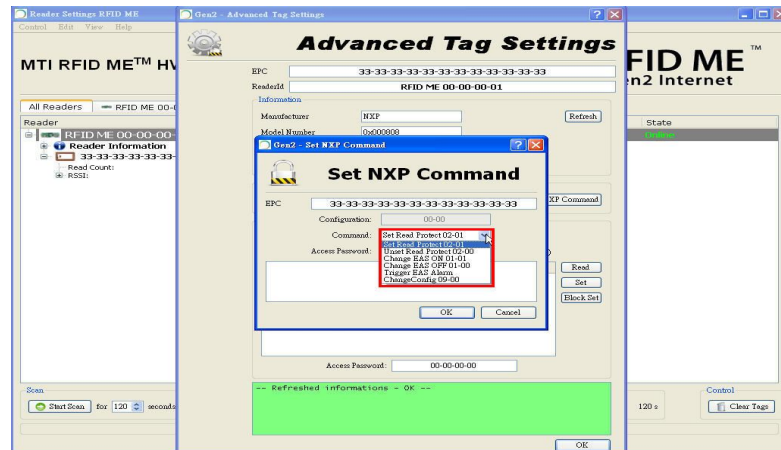 Reader Settings RFID ME
Control Edit View Help
MTI RFID ME™ HW
All Readers
RFID ME 00-0
Reader
RFID ME 00-00-00-
Reader Information
33-33-33-33-33-
Read Count:
RSSI:
Scan
Start Scan for 120 seconds
Gen2 - Advanced Tag Settings
Advanced Tag Settings
EPC 33-33-33-33-33-33-33-33-33-33-33-33
ReaderId RFID ME 00-00-00-01
Information
Manufacturer NXP Refresh
Model Number 0x000808
XP Command
Gen2 - Set NXP Command
Set NXP Command
EPC 33-33-33-33-33-33-33-33-33-33-33-33
Configuration: 00-00
Command: Set Read Protect 02-01
Set Read Protect 02-01
Unset Read Protect 02-00
Change EAS ON 01-01
Change EAS OFF 01-00
Trigger EAS Alarm
ChangeConfig 09-00
Access Password:
OK Cancel
Read
Set
Block Set
Access Password: 00-00-00-00
-- Refreshed informations - OK --
OK
FID ME™
n2 Internet
State
Online
120 s
Control
Clear Tags